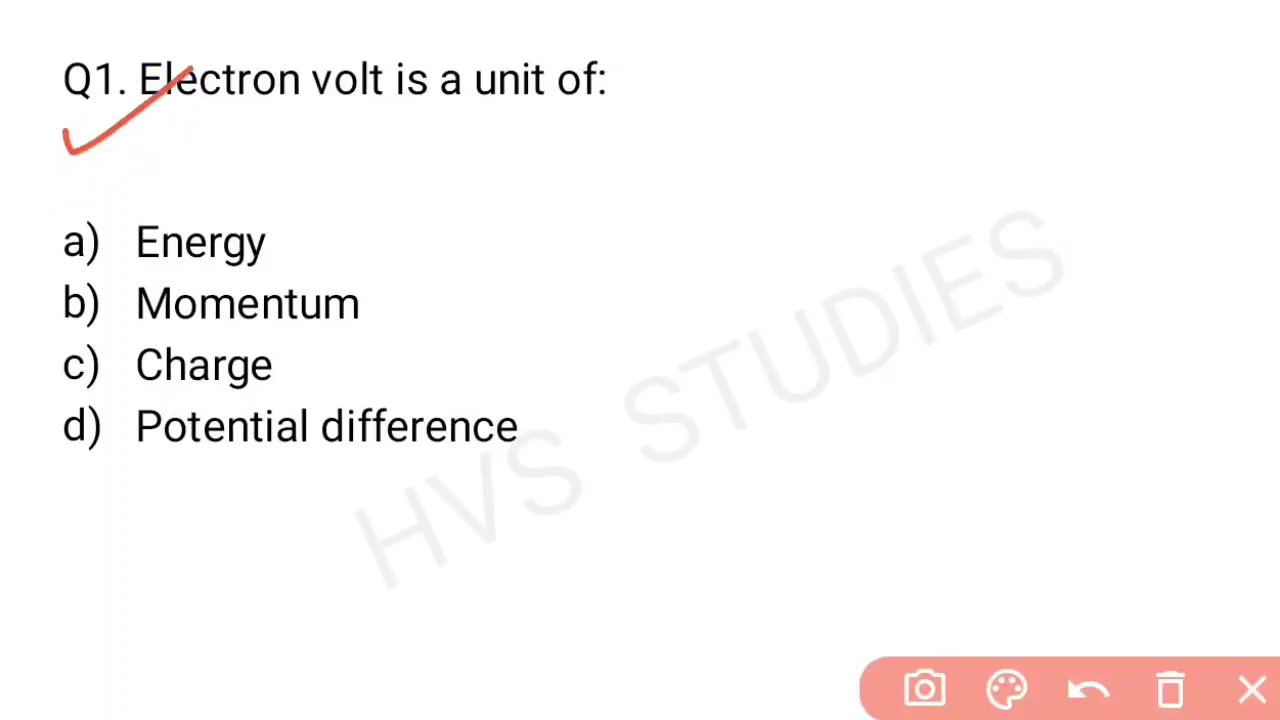 Q1. Electron volt is a unit of:
a) Energy
b) Momentum
c) Charge
d) Potential difference
HVS STUDIES